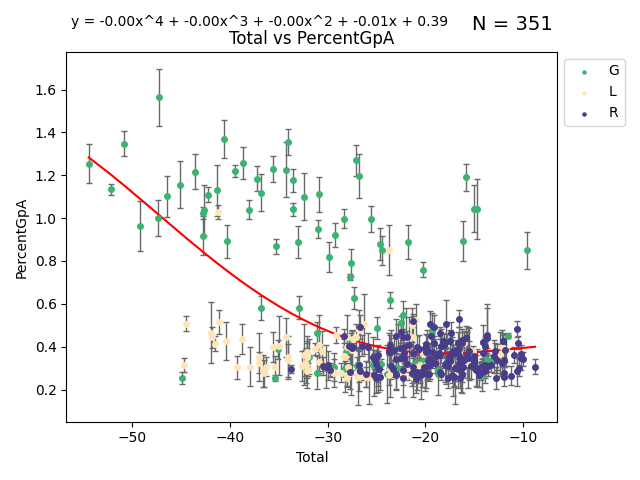 y = -0.00x^4 + -0.00x^3 + -0.00x^2 + -0.01x + 0.39
N = 351
Total vs PercentGpA
G
L
R
PercentGpA
1.6
1.4
1.2
1.0
0.8
0.6
0.4
0.2
−50
−40
−30
−20
−10
Total